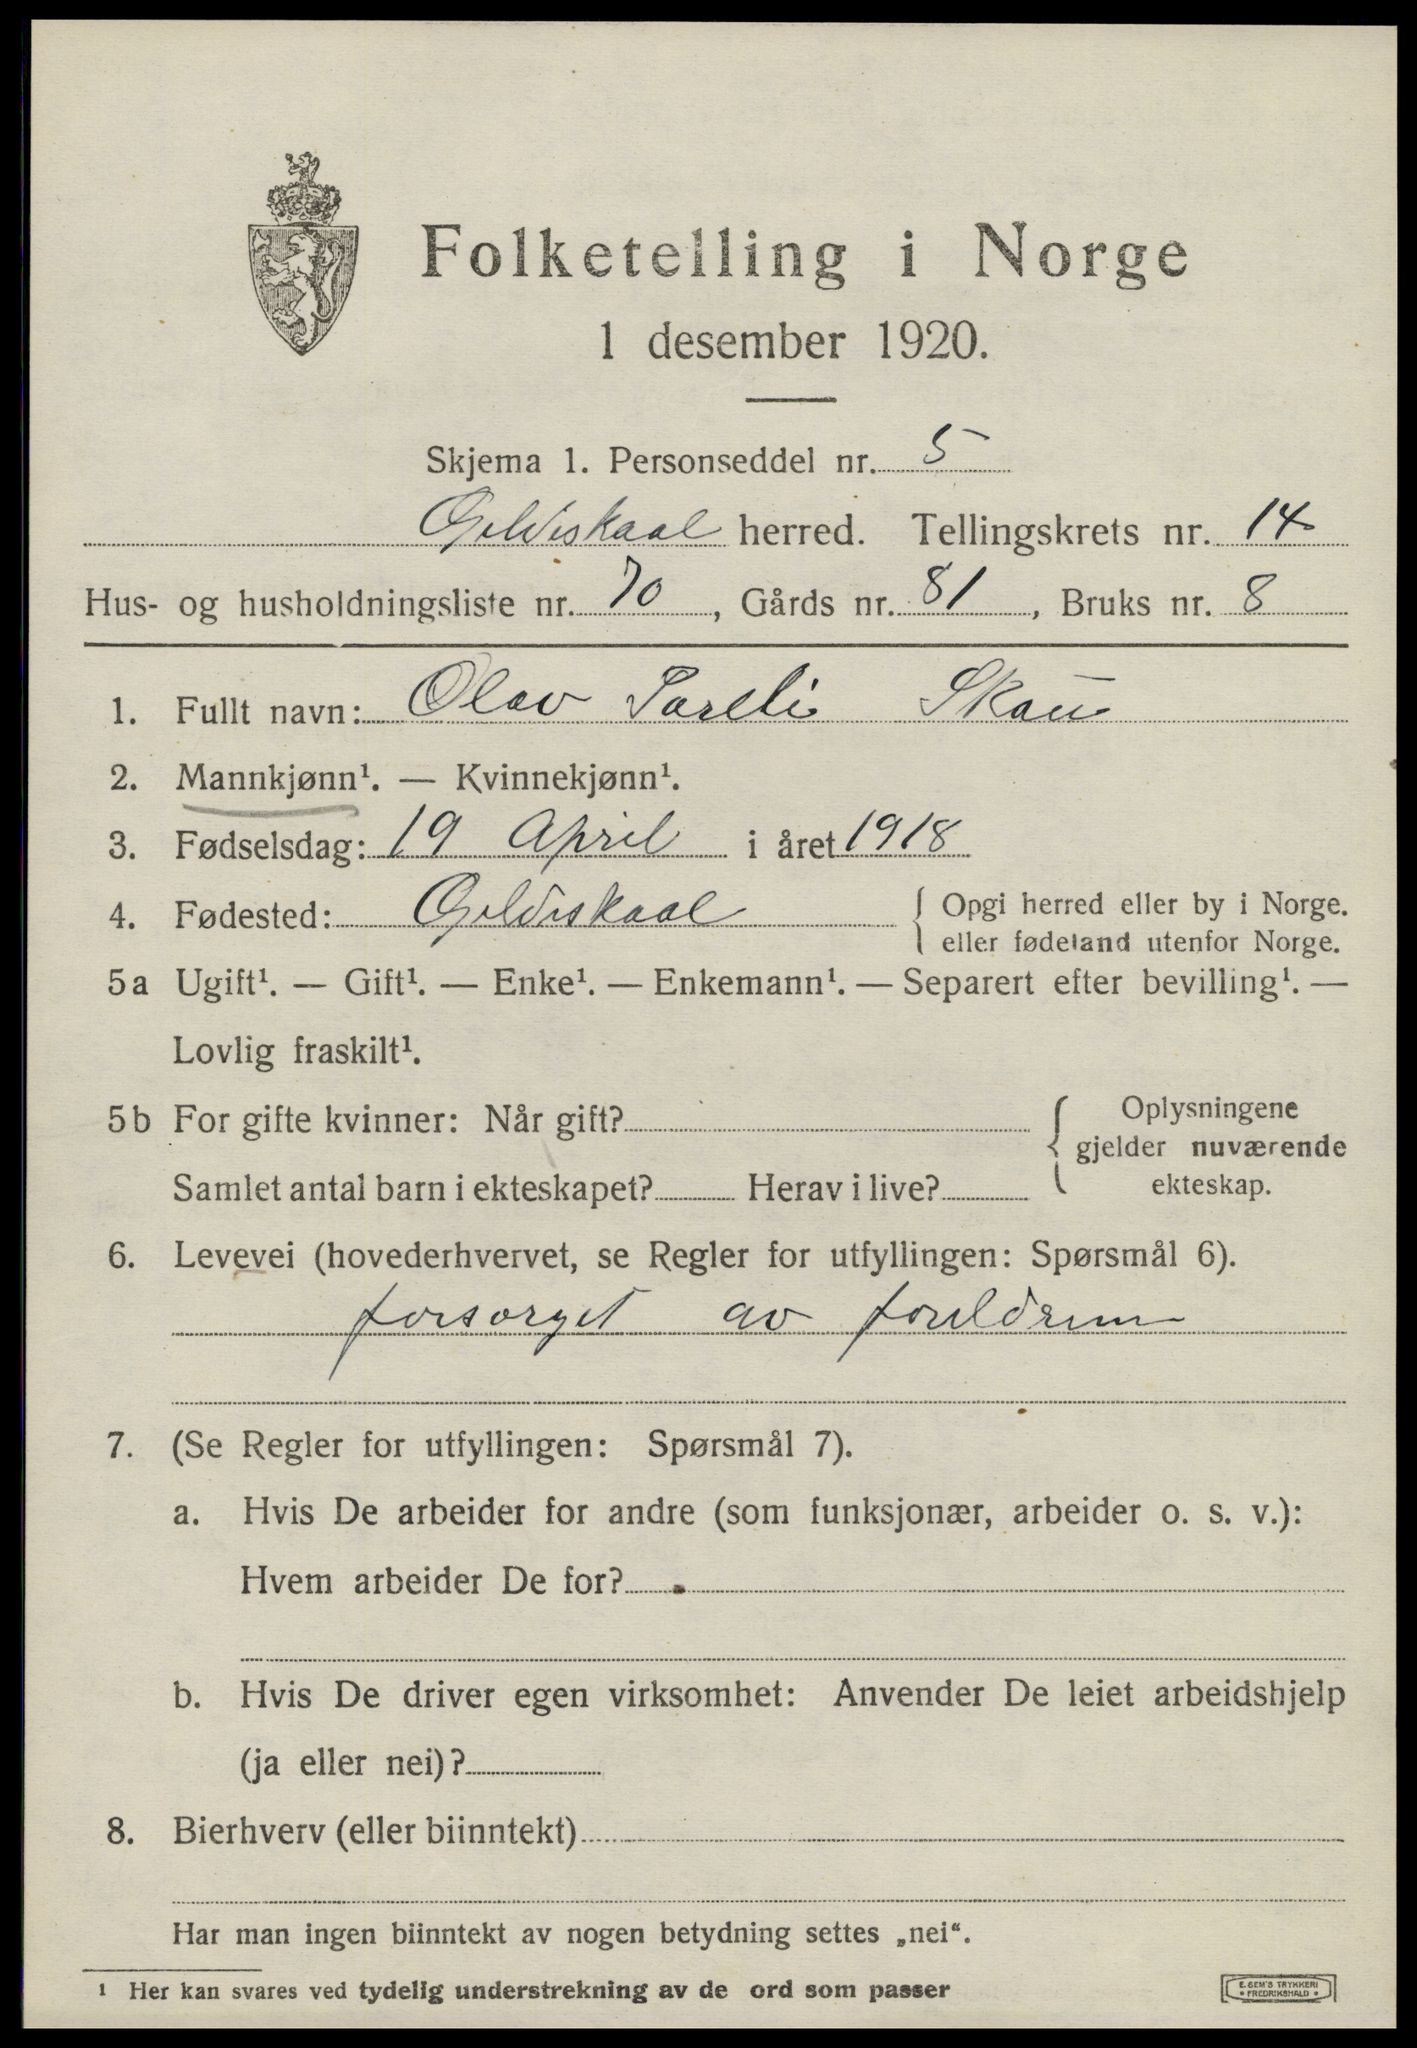 Folketelling i Norge
1 desember 1920.
Skjema 1. Personseddel nr. 5
Gildeskaal herred. Tellingskrets nr. 14
Hus- og husholdningsliste nr. 70, Gårds nr. 81, Bruks nr. 8
1. Fullt navn: Olav Pareli Skau
2. Mannkjønn¹. — Kvinnekjønn¹.
3. Fødselsdag: 19 April i året 1918
4. Fødested: Gildeskaal { Opgi herred eller by i Norge.
eller fødeland utenfor Norge.
5a Ugift¹. — Gift¹. — Enke¹. — Enkemann¹. — Separert efter bevilling¹. —
Lovlig fraskilt¹.
5b For gifte kvinner: Når gift? { Oplysningene
gjelder nuværende
Samlet antal barn i ekteskapet? Herav i live? ekteskap.
6. Levevei (hovederhvervet, se Regler for utfyllingen: Spørsmål 6).
forsørget av foreldrene
7. (Se Regler for utfyllingen: Spørsmål 7).
a. Hvis De arbeider for andre (som funksjonær, arbeider o. s. v.):
Hvem arbeider De for?
b. Hvis De driver egen virksomhet: Anvender De leiet arbeidshjelp
(ja eller nei)?
8. Bierhverv (eller biinntekt)
Har man ingen biinntekt av nogen betydning settes „nei“.
¹ Her kan svares ved tydelig understrekning av de ord som passer
E. SEM'S TRYKKERI
• FREDRIKSHALD •